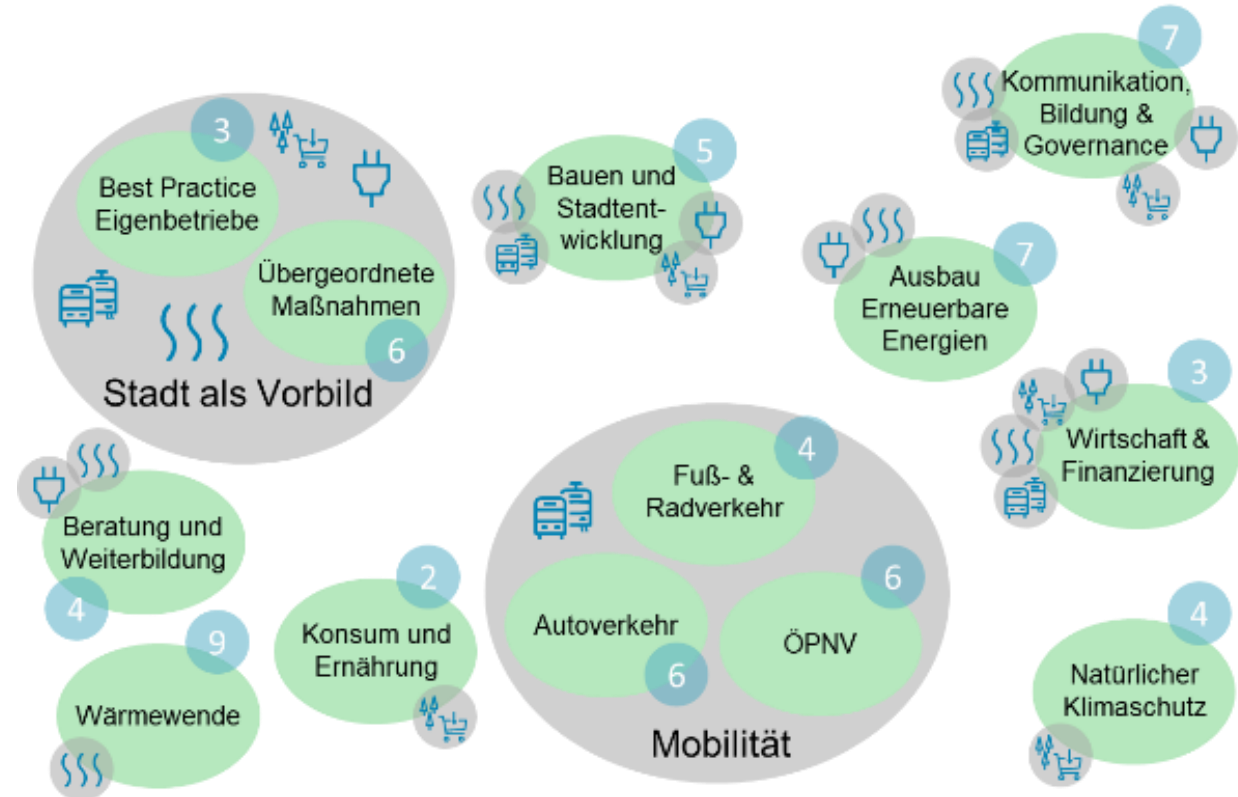 3
Best Practice
Eigenbetriebe
Übergeordnete
Maßnahmen
6
Stadt als Vorbild
5
Bauen und
Stadtent-
wicklung
7
Kommunikation,
Bildung &
Governance
7
Ausbau
Erneuerbare
Energien
3
Wirtschaft &
Finanzierung
Beratung und
Weiterbildung
4
9
Wärmewende
2
Konsum und
Ernährung
4
Fuß- &
Radverkehr
Autoverkehr
6
6
ÖPNV
Mobilität
4
Natürlicher
Klimaschutz